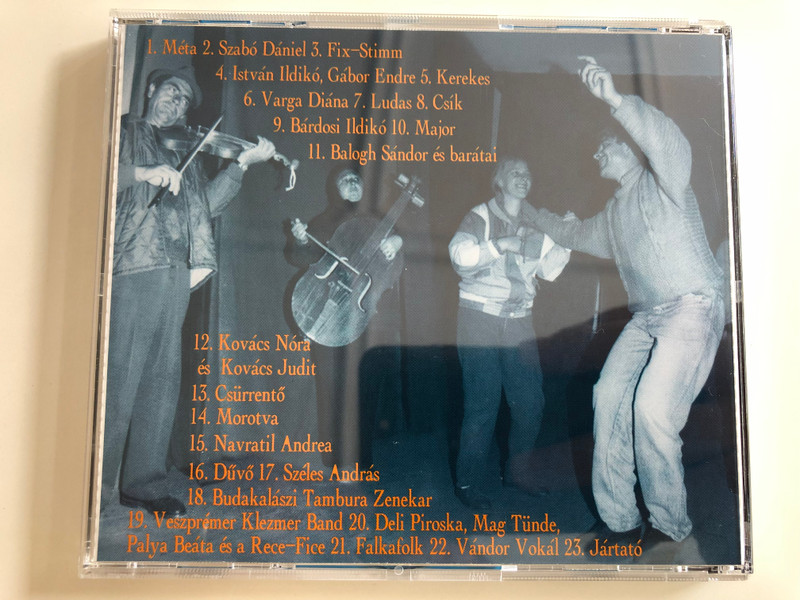 1. Méta 2. Szabó Dániel 3. Fix-Stimm
4. István Ildikó, Gábor Endre 5. Kerekes
6. Varga Diána 7. Ludas 8. Csík
9. Bárdosi Ildikó 10. Major
11. Balogh Sándor és barátai
12. Kovács Nóra
és Kovács Judit
13. Csürrentő
14. Morotva
15. Navratil Andrea
16. Dűvő 17. Széles András
18. Budakalászi Tambura Zenekar
19. Veszprémer Klezmer Band 20. Deli Piroska, Mag Tünde,
Palya Beáta és a Rece-Fice 21. Falkafolk 22. Vándor Vokál 23. Jártató